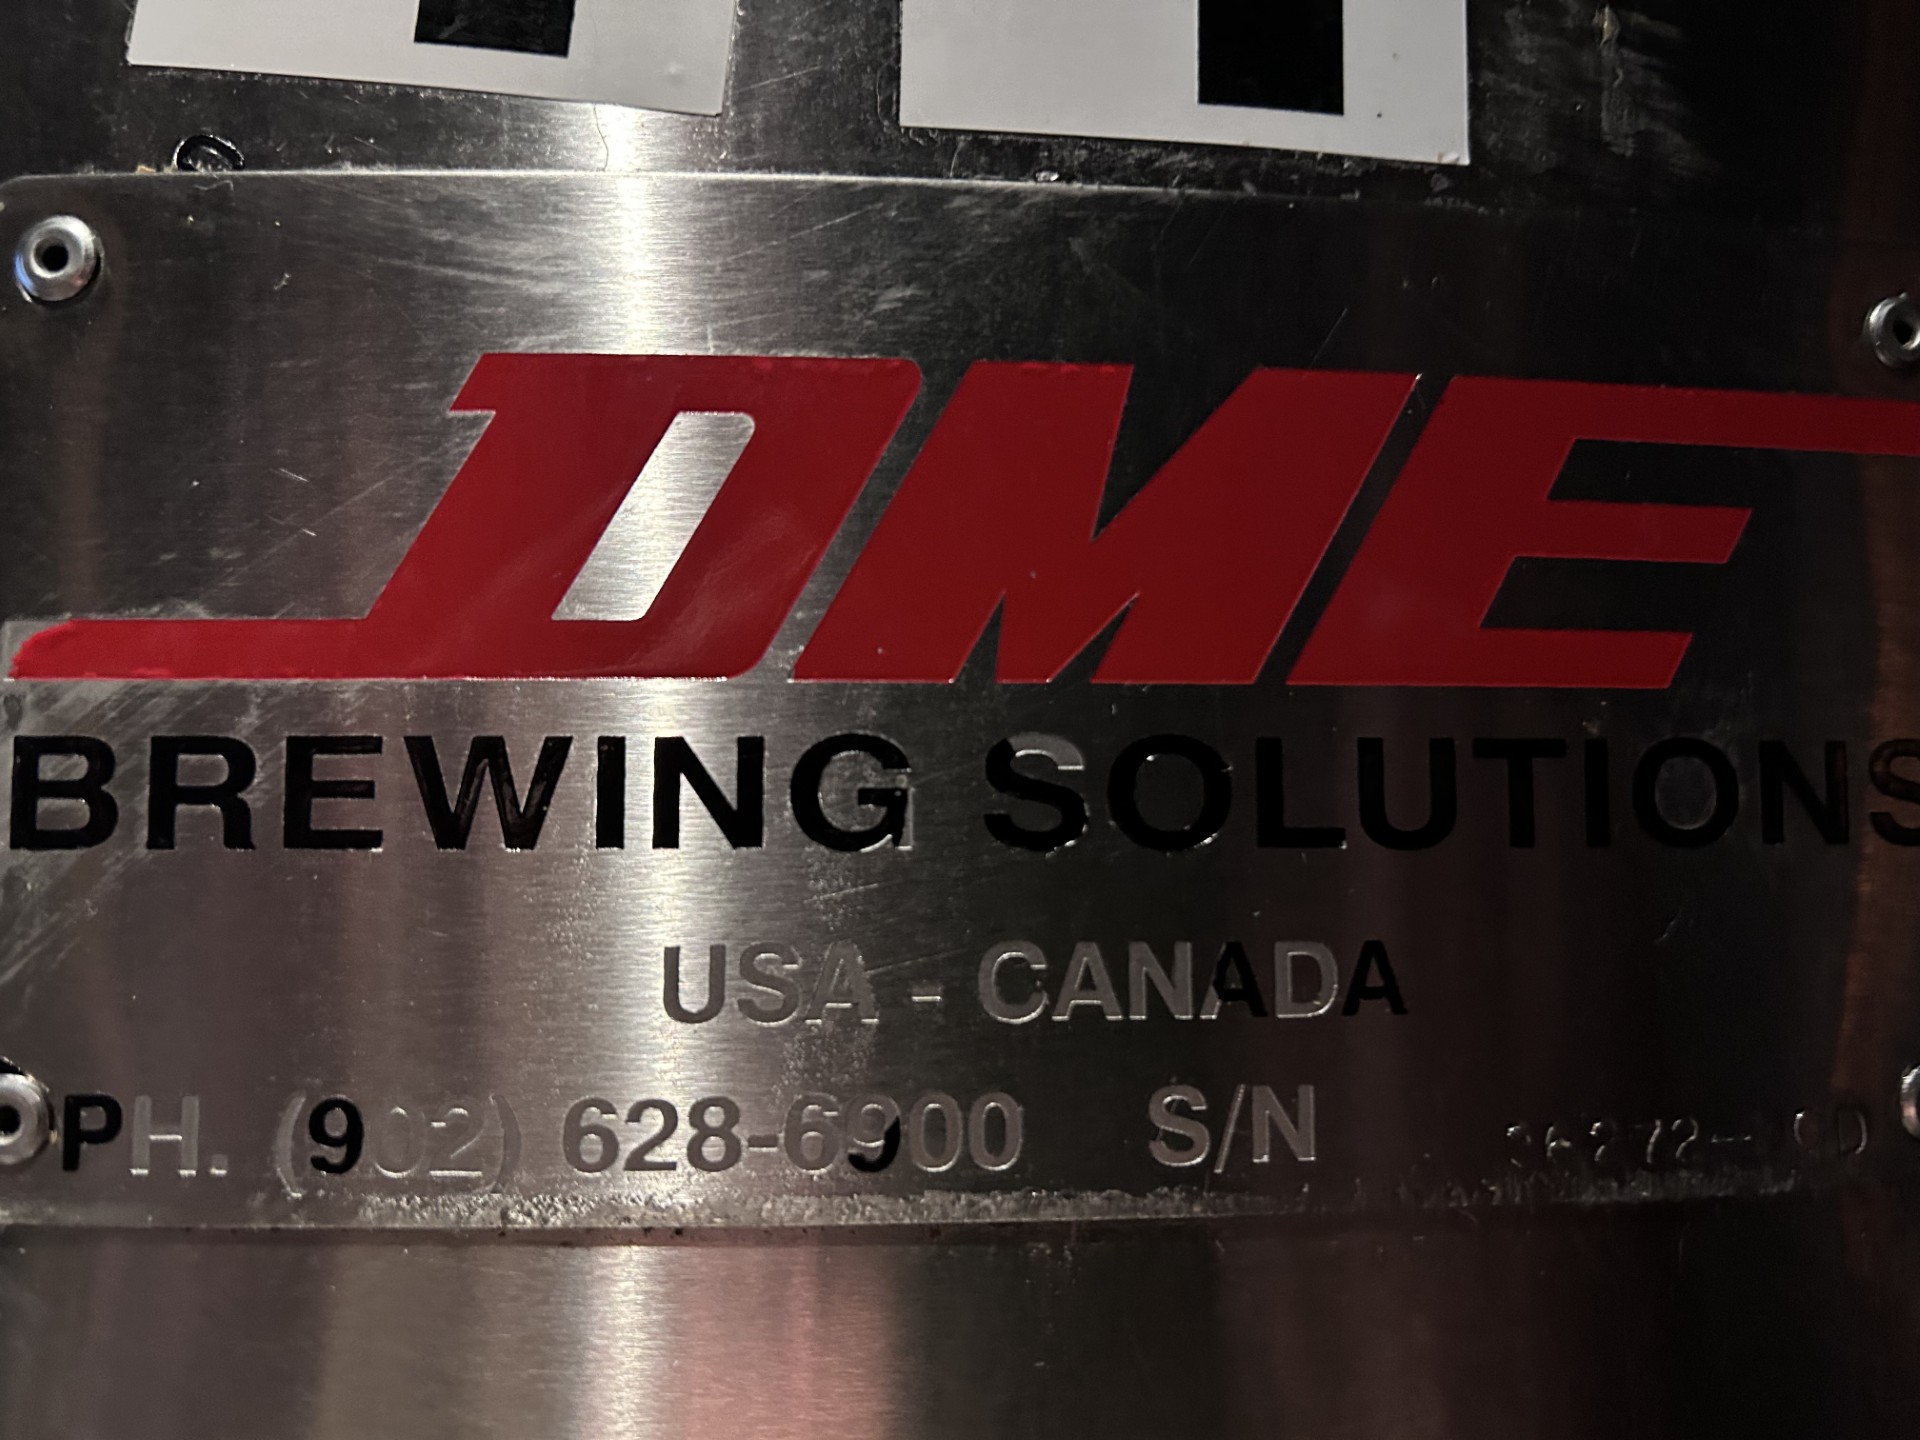 DME
BREWING SOLUTIONS
USA - CANADA
PH. (902) 628-6900 S/N